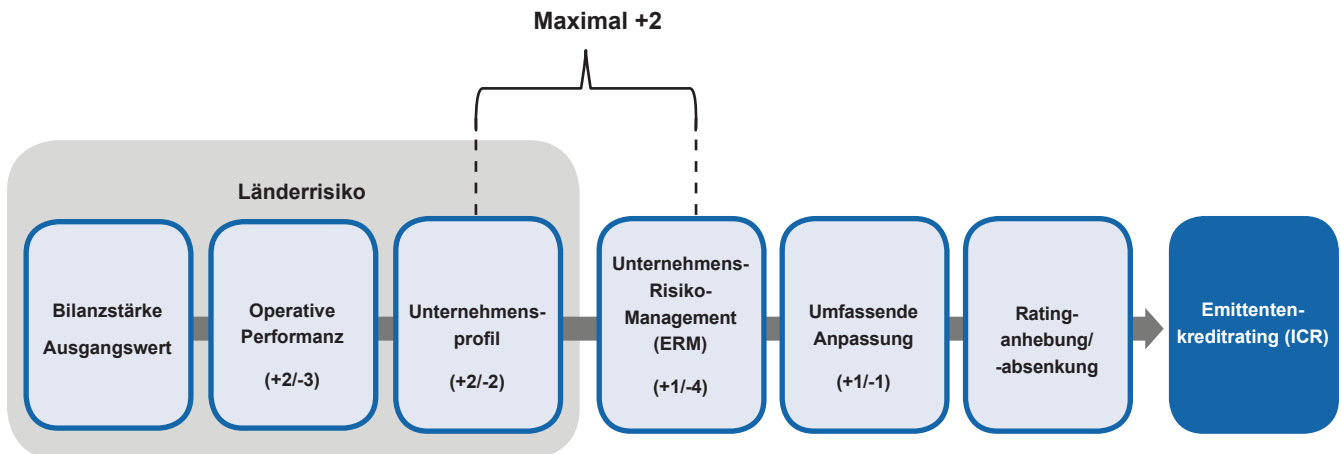 Maximal +2
Länderrisiko
Bilanzstärke
Ausgangswert
Operative
Performanz
(+2/-3)
Unternehmens-
profil
(+2/-2)
Unternehmens-
Risiko-
Management
(ERM)
(+1/-4)
Umfassende
Anpassung
(+1/-1)
Rating-
anhebung/
-absenkung
Emittenten-
kreditrating (ICR)